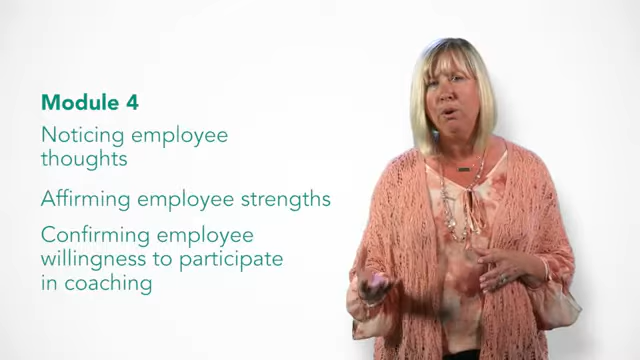 Module 4
Noticing employee
thoughts
Affirming employee strengths
Confirming employee
willingness to participate
in coaching